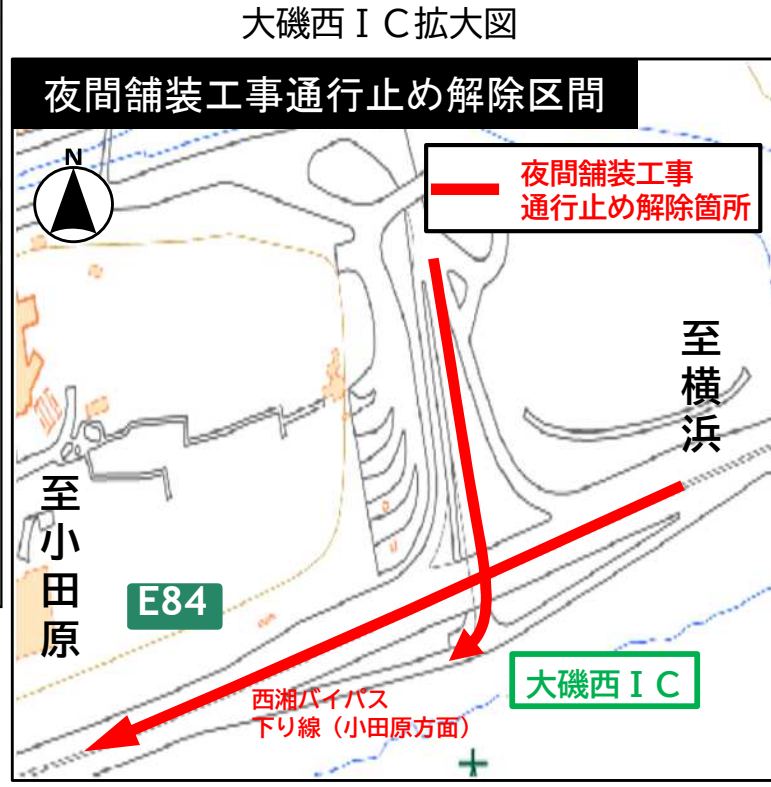 大磯西ＩＣ拡大図
夜間舗装工事通行止め解除区間
N
夜間舗装工事
通行止め解除箇所
至横浜
至小田原
E84
大磯西ＩＣ
西湘バイパス
下り線（小田原方面）